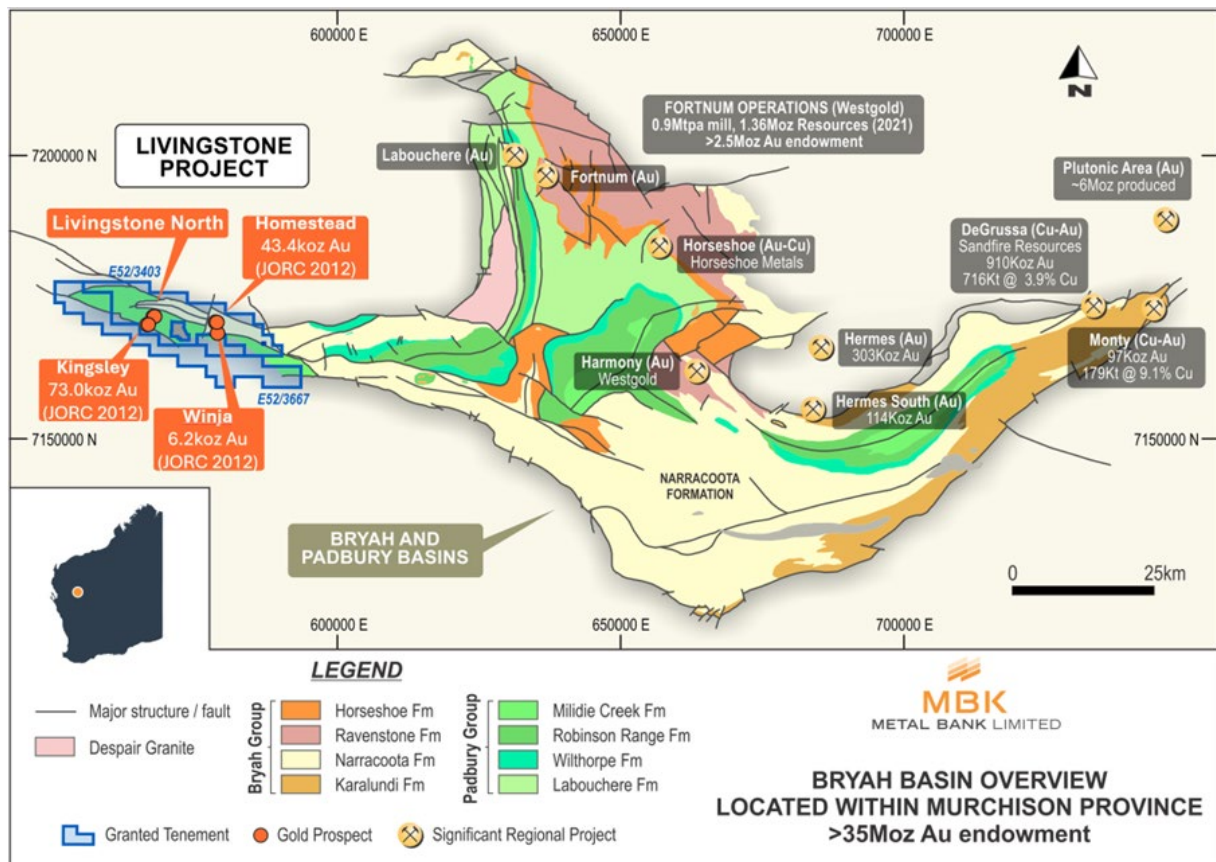 600000 E
650000 E
700000 E
N
7200000 N
LIVINGSTONE
PROJECT
Labouchere (Au)
FORTNUM OPERATIONS (Westgold)
0.9Mtpa mill, 1.36Moz Resources (2021)
>2.5Moz Au endowment
Fortnum (Au)
Plutonic Area (Au)
~6Moz produced
Livingstone North
Homestead
43.4koz Au
(JORC 2012)
E52/3403
Horseshoe (Au-Cu)
Horseshoe Metals
DeGrussa (Cu-Au)
Sandfire Resources
910Koz Au
716Kt @ 3.9% Cu
Kingsley
73.0koz Au
(JORC 2012)
Winja
6.2koz Au
(JORC 2012)
E52/3667
Harmony (Au)
Westgold
Hermes (Au)
303Koz Au
Monty (Cu-Au)
97Koz Au
179Kt @ 9.1% Cu
Hermes South (Au)
114Koz Au
7150000 N
7150000 N
NARRACOOTA
FORMATION
BRYAH AND
PADBURY BASINS
0 25km
600000 E
650000 E
700000 E
LEGEND
Major structure / fault
Despair Granite
Bryah Group
Horseshoe Fm
Ravenstone Fm
Narracoota Fm
Karalundi Fm
Padbury Group
Milidie Creek Fm
Robinson Range Fm
Wilthorpe Fm
Labouchere Fm
Granted Tenement
Gold Prospect
Significant Regional Project
MBK
METAL BANK LIMITED
BRYAH BASIN OVERVIEW
LOCATED WITHIN MURCHISON PROVINCE
>35Moz Au endowment